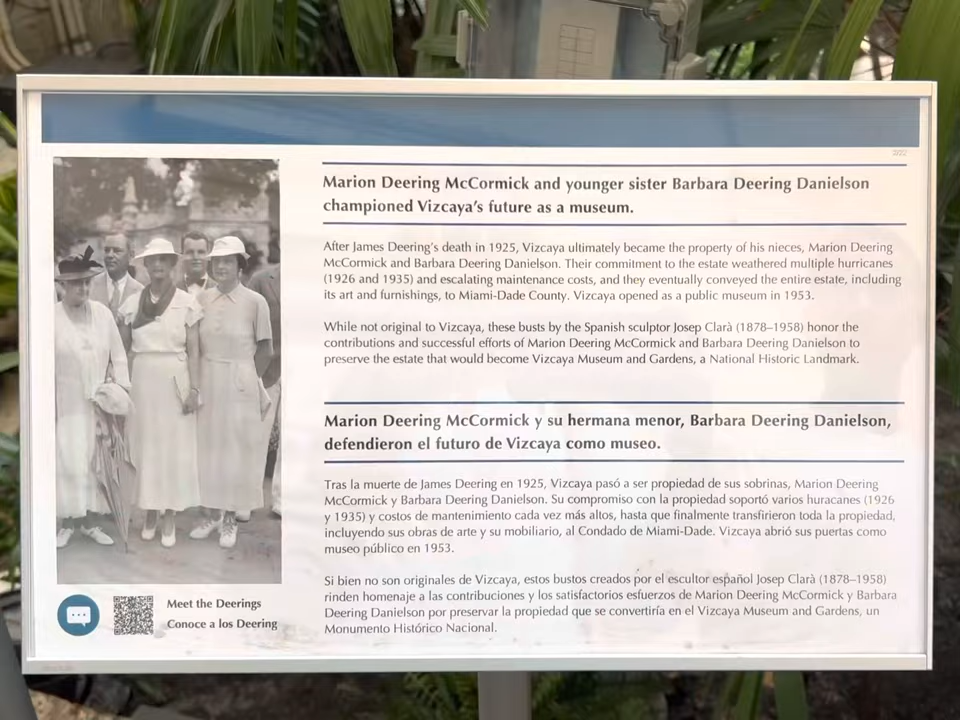 2/22
Marion Deering McCormick and younger sister Barbara Deering Danielson
championed Vizcaya's future as a museum.
After James Deering's death in 1925, Vizcaya ultimately became the property of his nieces, Marion Deering
McCormick and Barbara Deering Danielson. Their commitment to the estate weathered multiple hurricanes
(1926 and 1935) and escalating maintenance costs, and they eventually conveyed the entire estate, including
its art and furnishings, to Miami-Dade County. Vizcaya opened as a public museum in 1953.
While not original to Vizcaya, these busts by the Spanish sculptor Josep Clarà (1878–1958) honor the
contributions and successful efforts of Marion Deering McCormick and Barbara Deering Danielson to
preserve the estate that would become Vizcaya Museum and Gardens, a National Historic Landmark.
Marion Deering McCormick y su hermana menor, Barbara Deering Danielson,
defendieron el futuro de Vizcaya como museo.
Tras la muerte de James Deering en 1925, Vizcaya pasó a ser propiedad de sus sobrinas, Marion Deering
McCormick y Barbara Deering Danielson. Su compromiso con la propiedad soportó varios huracanes (1926
y 1935) y costos de mantenimiento cada vez más altos, hasta que finalmente transfirieron toda la propiedad,
incluyendo sus obras de arte y su mobiliario, al Condado de Miami-Dade. Vizcaya abrió sus puertas como
museo público en 1953.
Si bien no son originales de Vizcaya, estos bustos creados por el escultor español Josep Clarà (1878–1958)
rinden homenaje a las contribuciones y los satisfactorios esfuerzos de Marion Deering McCormick y Barbara
Deering Danielson por preservar la propiedad que se convertiría en el Vizcaya Museum and Gardens, un
Monumento Histórico Nacional.
Meet the Deerings
Conoce a los Deering